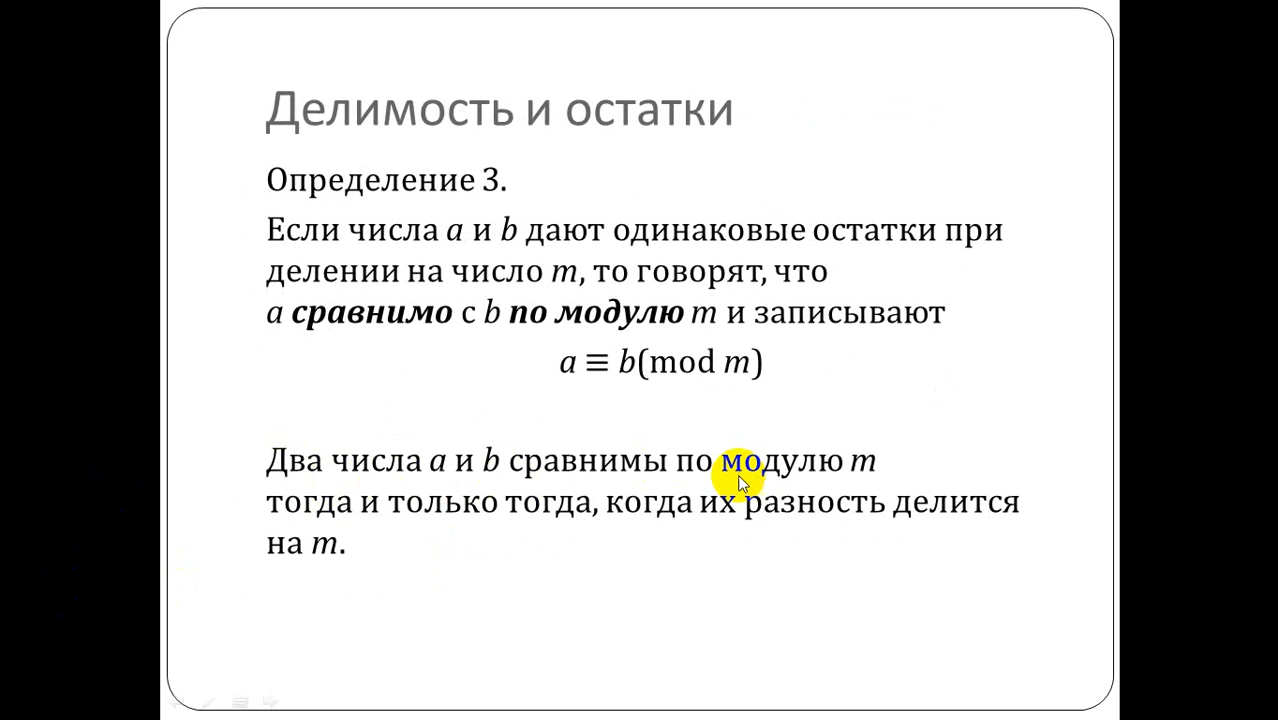 Делимость и остатки
Определение 3.
Если числа a и b дают одинаковые остатки при
делении на число m, то говорят, что
a сравнимо с b по модулю m и записывают
a ≡ b(mod m)
Два числа a и b сравнимы по модулю m
тогда и только тогда, когда их разность делится
на m.